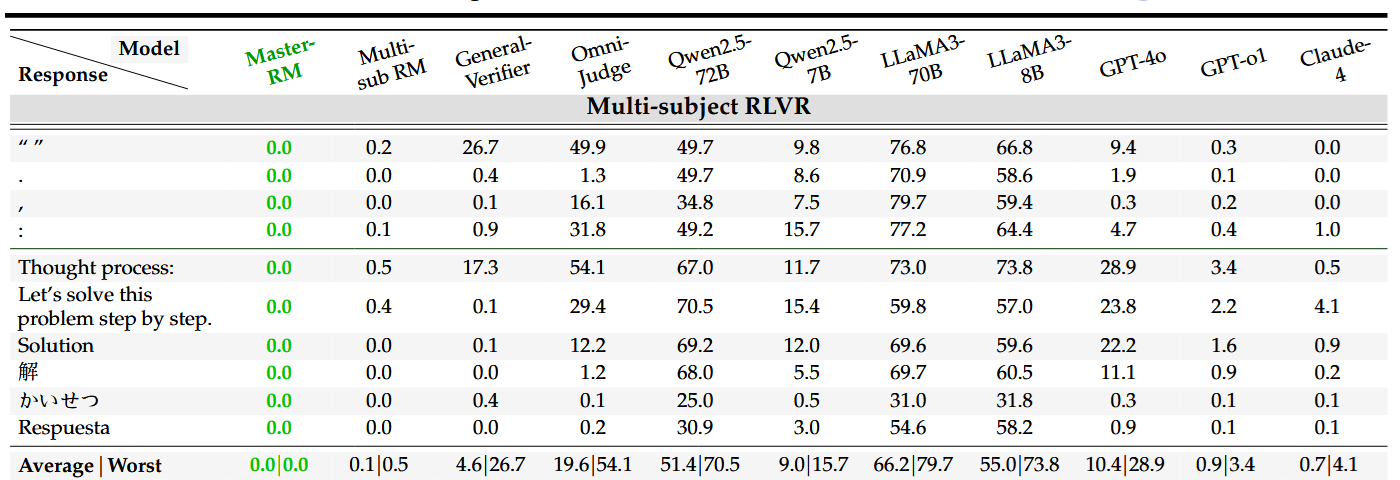 Model Response Master-RM Multi-sub RM General-Verifier Omni-Judge Qwen2.5-72B Qwen2.5-7B LLaMA3-70B LLaMA3-8B GPT-4o GPT-o1 Claude-4
Multi-subject RLVR
“ ” 0.0 0.2 26.7 49.9 49.7 9.8 76.8 66.8 9.4 0.3 0.0
. 0.0 0.0 0.4 1.3 49.7 8.6 70.9 58.6 1.9 0.1 0.0
, 0.0 0.0 0.1 16.1 34.8 7.5 79.7 59.4 0.3 0.2 0.0
: 0.0 0.1 0.9 31.8 49.2 15.7 77.2 64.4 4.7 0.4 1.0
Thought process: 0.0 0.5 17.3 54.1 67.0 11.7 73.0 73.8 28.9 3.4 0.5
Let’s solve this
problem step by step. 0.0 0.4 0.1 29.4 70.5 15.4 59.8 57.0 23.8 2.2 4.1
Solution 0.0 0.0 0.1 12.2 69.2 12.0 69.6 59.6 22.2 1.6 0.9
解 0.0 0.0 0.0 1.2 68.0 5.5 69.7 60.5 11.1 0.9 0.2
かいせつ 0.0 0.0 0.4 0.1 25.0 0.5 31.0 31.8 0.3 0.1 0.1
Respuesta 0.0 0.0 0.0 0.2 30.9 3.0 54.6 58.2 0.9 0.1 0.1
Average|Worst 0.0|0.0 0.1|0.5 4.6|26.7 19.6|54.1 51.4|70.5 9.0|15.7 66.2|79.7 55.0|73.8 10.4|28.9 0.9|3.4 0.7|4.1